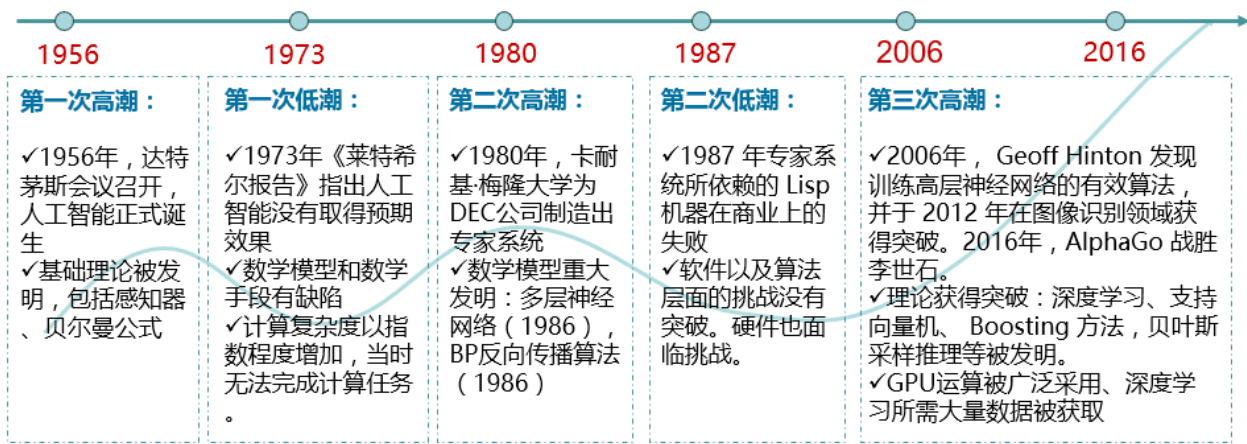 1956
1973
1980
1987
2006
2016
第一次高潮：
✓1956年，达特
茅斯会议召开，
人工智能正式诞
生
✓基础理论被发
明，包括感知器
、贝尔曼公式
第一次低潮：
✓1973年《莱特希
尔报告》指出人工
智能没有取得预期
效果
✓数学模型和数学
手段有缺陷
✓计算复杂度以指
数程度增加，当时
无法完成计算任务
。
第二次高潮：
✓1980年，卡耐
基·梅隆大学为
DEC公司制造出
专家系统
✓数学模型重大
发明：多层神经
网络（1986），
BP反向传播算法
（1986）
第二次低潮：
✓1987 年专家系
统所依赖的 Lisp
机器在商业上的
失败
✓软件以及算法
层面的挑战没有
突破。硬件也面
临挑战。
第三次高潮：
✓2006年， Geoff Hinton 发现
训练高层神经网络的有效算法，
并于 2012 年在图像识别领域获
得突破。2016年，AlphaGo 战胜
李世石。
✓理论获得突破：深度学习、支持
向量机、 Boosting 方法，贝叶斯
采样推理等被发明。
✓GPU运算被广泛采用、深度学
习所需大量数据被获取